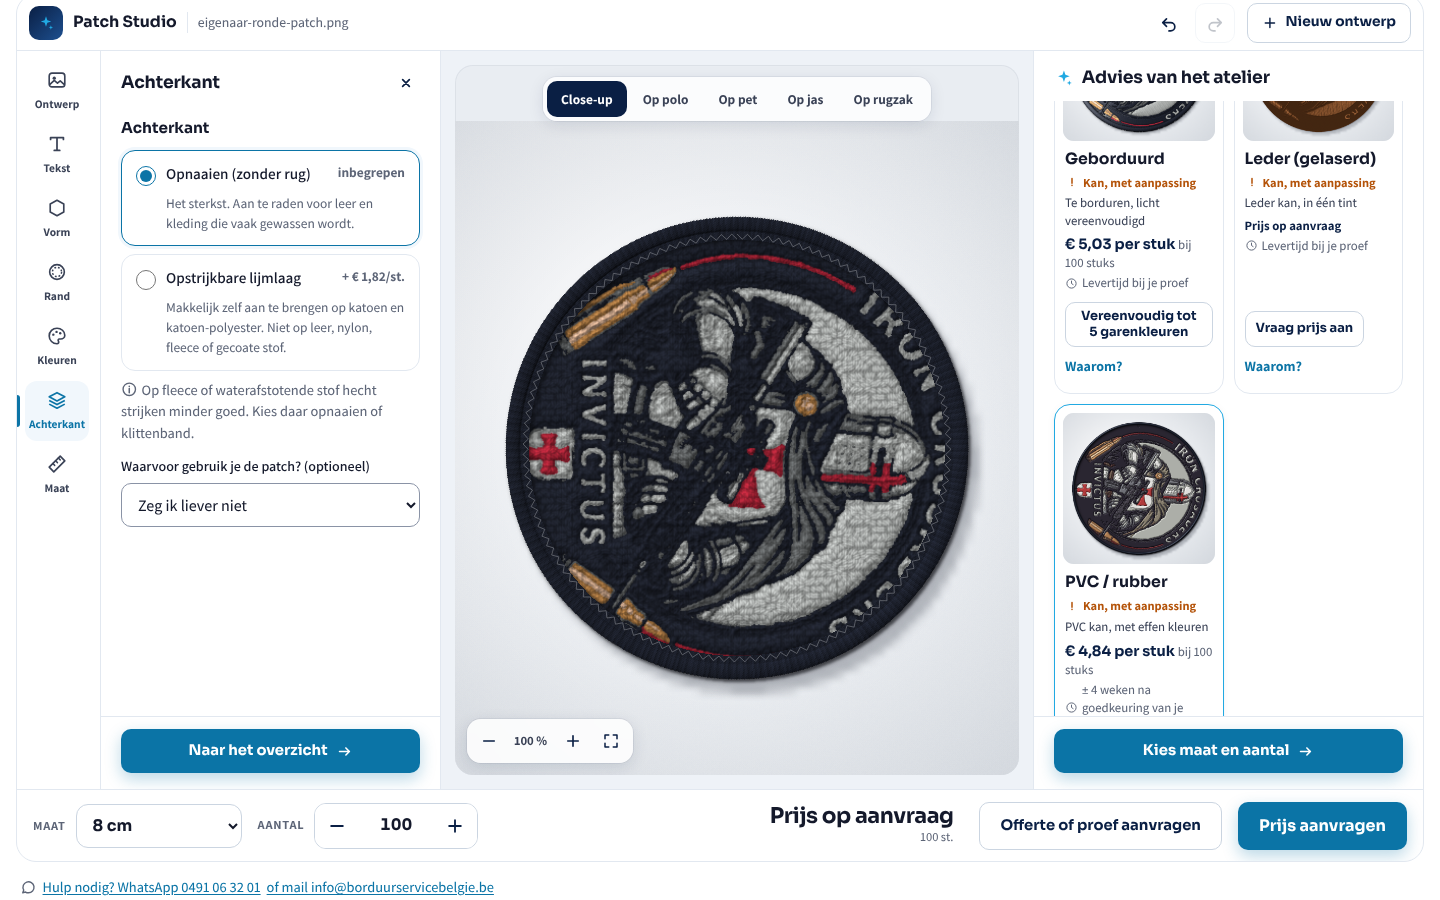 Patch Studio
eigenaar-ronde-patch.png
Nieuw ontwerp
Ontwerp
Tekst
Vorm
Rand
Kleuren
Achterkant
Maat
Achterkant
Achterkant
Opnaaien (zonder rug) inbegrepen
Het sterkst. Aan te raden voor leer en
kleding die vaak gewassen wordt.
Opstrijkbare lijmlaag + € 1,82/st.
Makkelijk zelf aan te brengen op katoen en
katoen-polyester. Niet op leer, nylon,
fleece of gecoate stof.
Op fleece of waterafstotende stof hecht
strijken minder goed. Kies daar opnaaien of
klittenband.
Waarvoor gebruik je de patch? (optioneel)
Zeg ik liever niet
Naar het overzicht →
Close-up Op polo Op pet Op jas Op rugzak
IRON
INVICTUS
100 %
Advies van het atelier
Geborduurd
! Kan, met aanpassing
Te borduren, licht
vereenvoudigd
€ 5,03 per stuk bij
100 stuks
Levertijd bij je proef
Vereenvoudig tot
5 garenkleuren
Waarom?
Leder (gelaserd)
! Kan, met aanpassing
Leder kan, in één tint
Prijs op aanvraag
Levertijd bij je proef
Vraag prijs aan
Waarom?
IRON CRUSADERS
INVICTUS
PVC / rubber
! Kan, met aanpassing
PVC kan, met effen kleuren
€ 4,84 per stuk bij 100
stuks
± 4 weken na
goedkeuring van je
Kies maat en aantal →
MAAT 8 cm AANTAL − 100 +
Prijs op aanvraag
100 st.
Offerte of proef aanvragen
Prijs aanvragen
Hulp nodig? WhatsApp 0491 06 32 01 of mail info@borduurservicebelgie.be